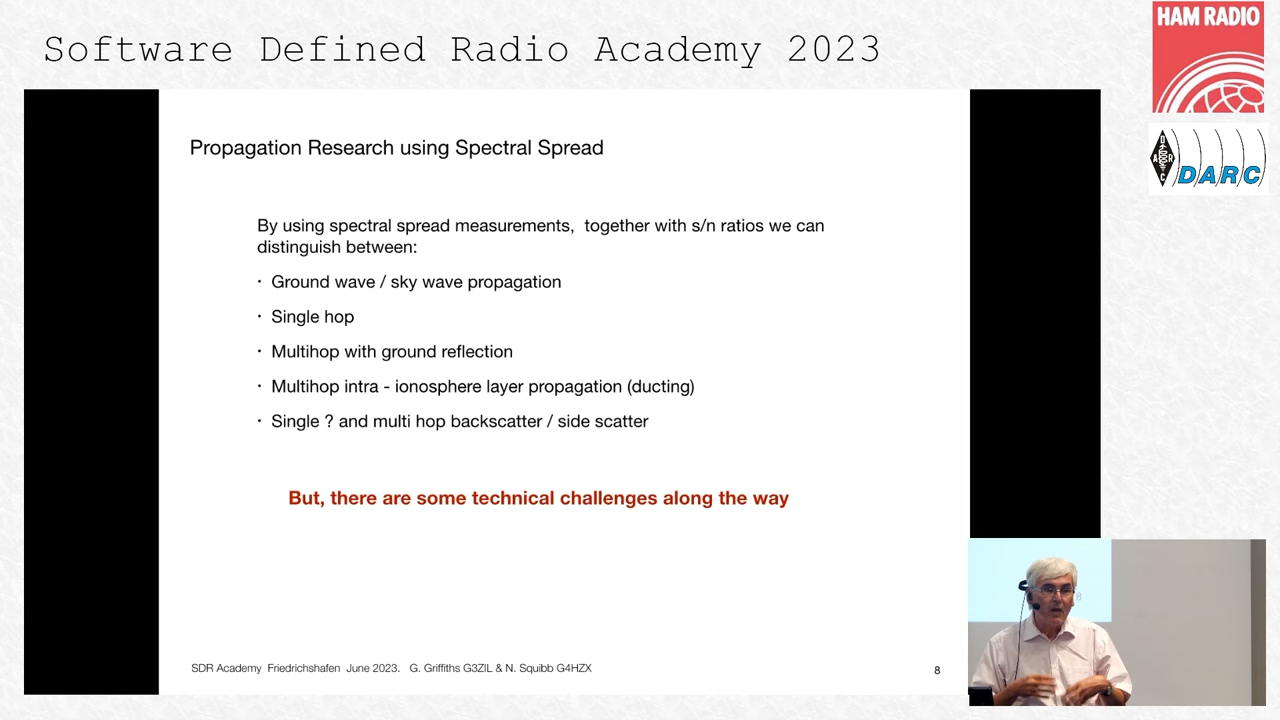 Software Defined Radio Academy 2023
HAM RADIO
DARC
DARC
Propagation Research using Spectral Spread
By using spectral spread measurements,  together with s/n ratios we can
distinguish between:
· Ground wave / sky wave propagation
· Single hop
· Multihop with ground reflection
· Multihop intra - ionosphere layer propagation (ducting)
· Single ? and multi hop backscatter / side scatter
But, there are some technical challenges along the way
SDR Academy  Friedrichshafen  June 2023.   G. Griffiths G3ZIL & N. Squibb G4HZX
8
8